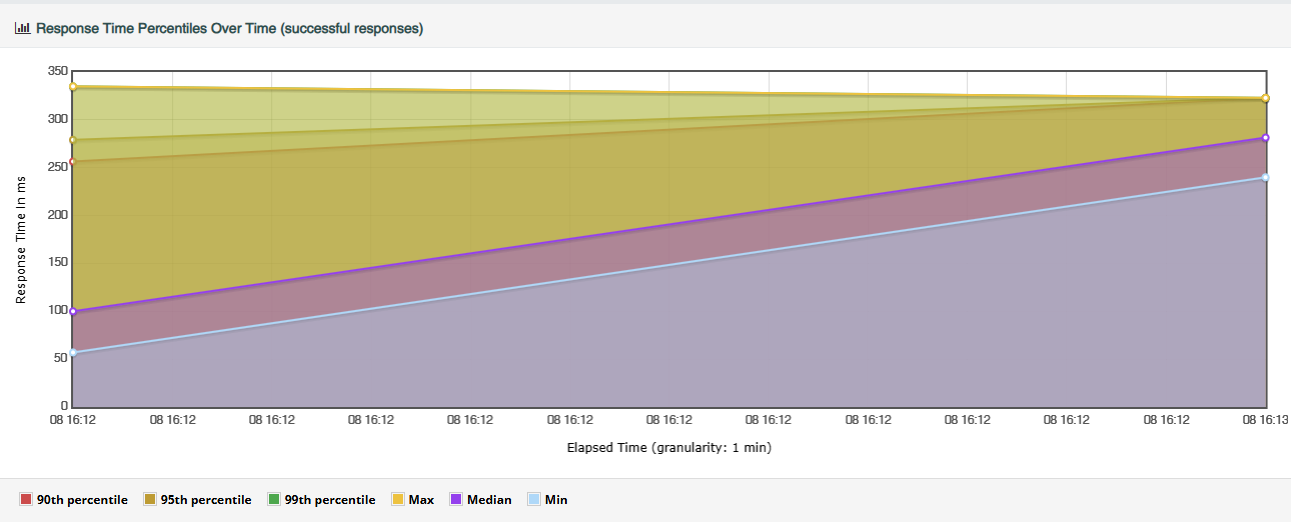 Response Time Percentiles Over Time (successful responses)
350
300
250
200
150
100
50
0
Response Time In ms
08 16:12 08 16:12 08 16:12 08 16:12 08 16:12 08 16:12 08 16:12 08 16:12 08 16:12 08 16:12 08 16:12 08 16:12 08 16:13
Elapsed Time (granularity: 1 min)
90th percentile 95th percentile 99th percentile Max Median Min